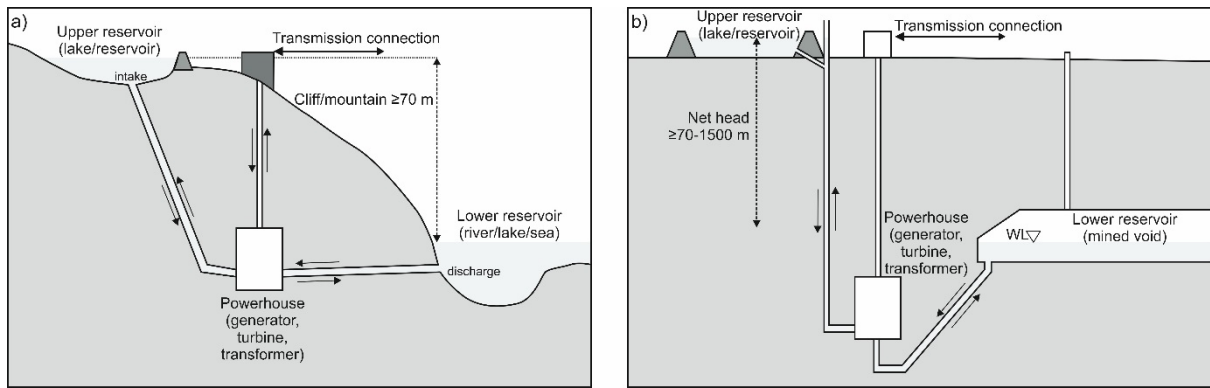 a)
Upper reservoir
(lake/reservoir)
Transmission connection
intake
Cliff/mountain ≥70 m
Lower reservoir
(river/lake/sea)
discharge
Powerhouse
(generator,
turbine,
transformer)
b)
Upper reservoir
(lake/reservoir)
Transmission connection
Net head
≥70-1500 m
Powerhouse
(generator,
turbine,
transformer)
WL
Lower reservoir
(mined void)